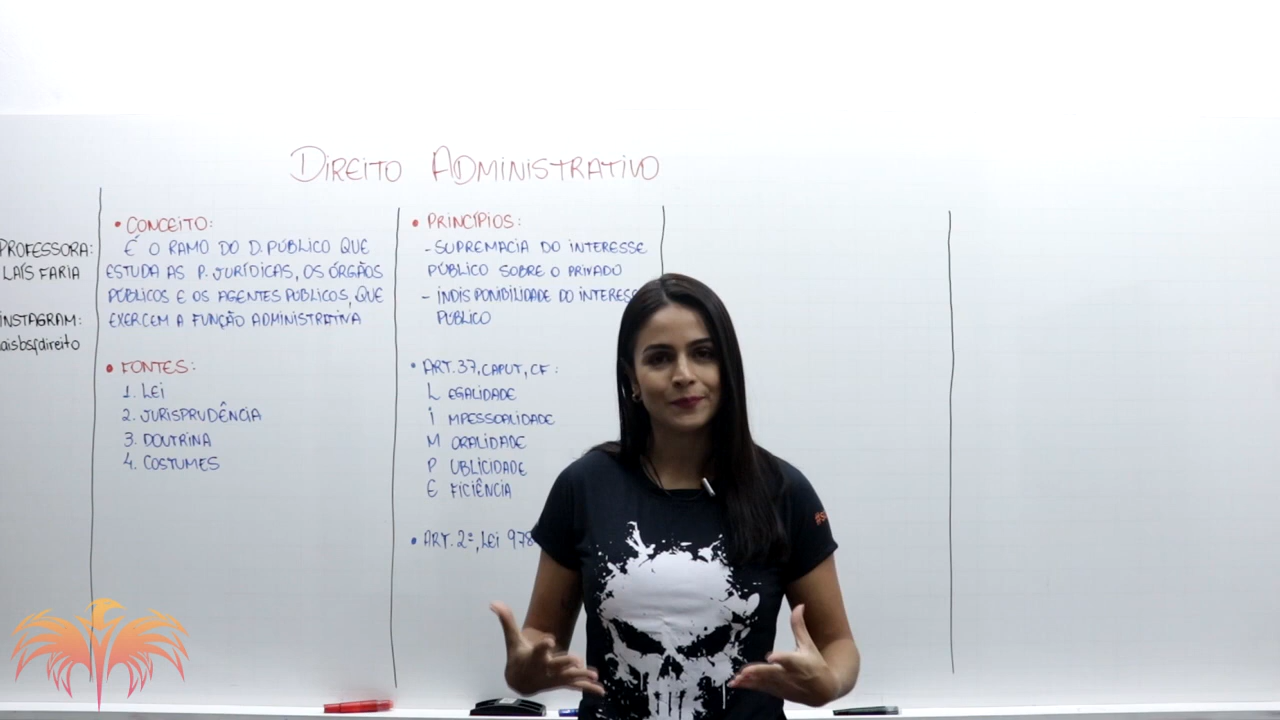 DIREITO ADMINISTRATIVO
PROFESSORA:
LAÍS FARIA
INSTAGRAM:
aisbsfdireito
• CONCEITO:
É O RAMO DO D. PÚBLICO QUE
ESTUDA AS P. JURÍDICAS, OS ÓRGÃOS
PÚBLICOS E OS AGENTES PÚBLICOS, QUE
EXERCEM A FUNÇÃO ADMINISTRATIVA
• FONTES:
1. LEI
2. JURISPRUDÊNCIA
3. DOUTRINA
4. COSTUMES
• PRINCÍPIOS:
- SUPREMACIA DO INTERESSE
PÚBLICO SOBRE O PRIVADO
- INDISPONIBILIDADE DO INTERES
PÚBLICO
• ART. 37, CAPUT, CF:
L EGALIDADE
I MPESSOALIDADE
M ORALIDADE
P UBLICIDADE
E FICIÊNCIA
• ART. 2º, LEI 978